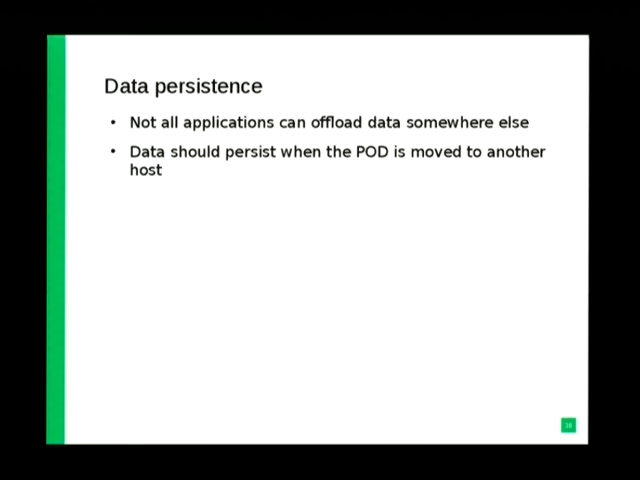 Data persistence
• Not all applications can offload data somewhere else
• Data should persist when the POD is moved to another
host